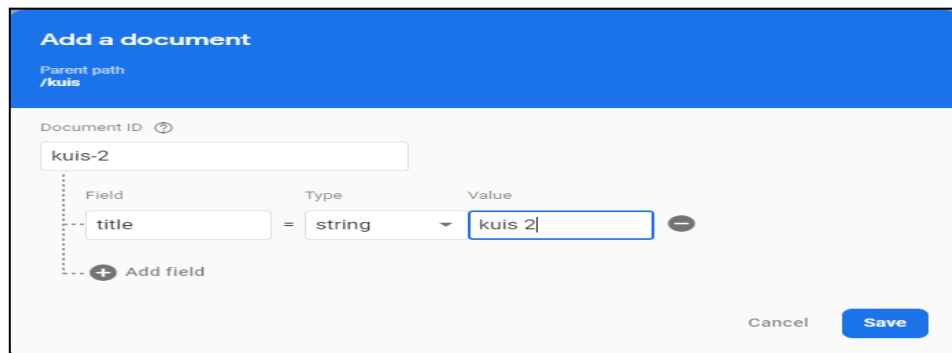 Add a document
Parent path
/kuis
Document ID
kuis-2
Field Type Value
title = string kuis 2
Add field
Cancel Save